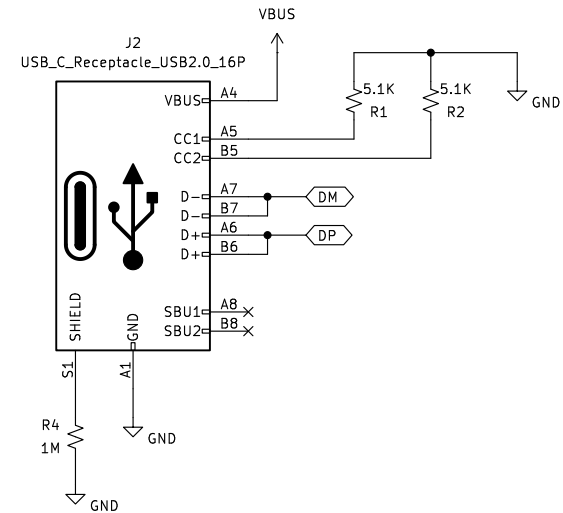 VBUS
J2
USB_C_Receptacle_USB2.0_16P
VBUS A4
5.1K
R1
5.1K
R2
GND
CC1 A5
CC2 B5
D- A7
DM
D- B7
D+ A6
DP
D+ B6
SBU1 A8
SBU2 B8
SHIELD
GND
S1
A1
R4
1M
GND
GND